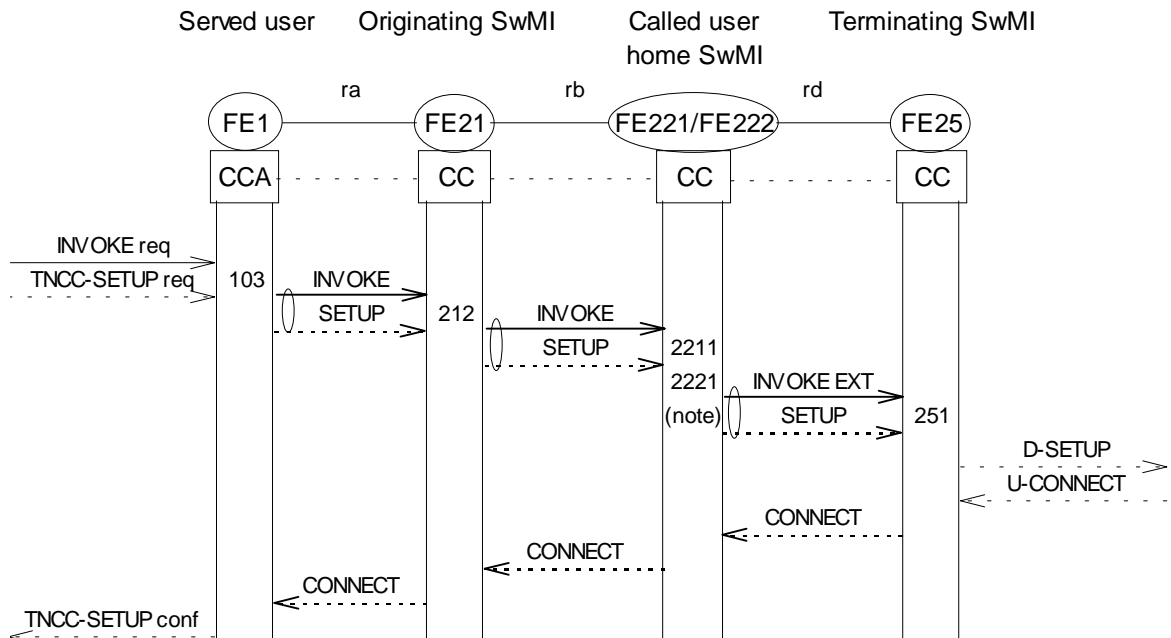 Served user
Originating SwMI
Called user
home SwMI
Terminating SwMI
ra
rb
rd
FE1
FE21
FE221/FE222
FE25
CCA
CC
CC
CC
INVOKE req
TNCC-SETUP req
103
INVOKE
SETUP
212
INVOKE
SETUP
2211
2221
(note)
INVOKE EXT
SETUP
251
D-SETUP
U-CONNECT
CONNECT
CONNECT
CONNECT
TNCC-SETUP conf